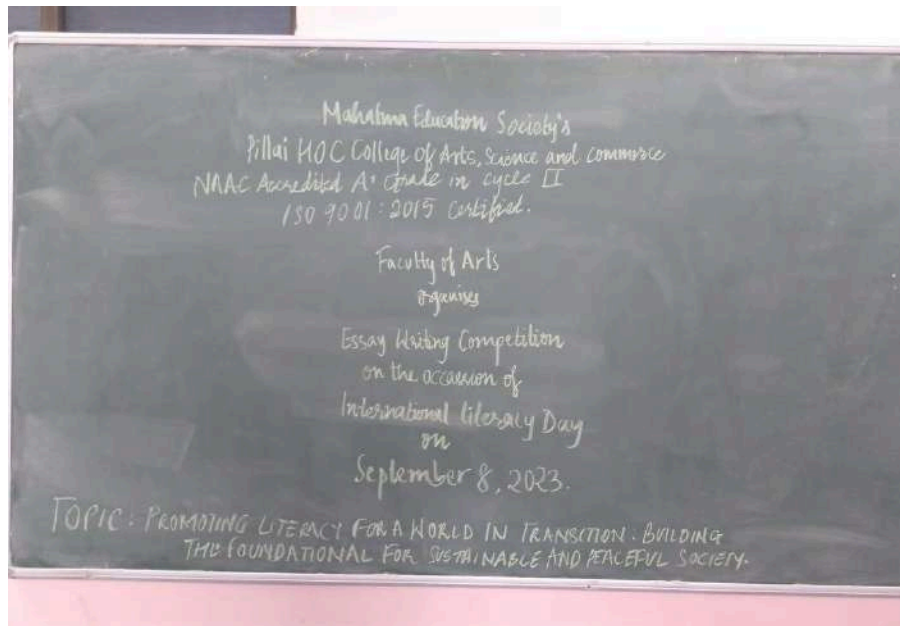 Mahatma Education Society's
Pillai HOC College of Arts, Science and commerce
NAAC Accredited A+ Grade in cycle II
ISO 9001:2015 Certified.
Faculty of Arts
organises
Essay Writing Competition
on the occassion of
International Literacy Day
on
September 8, 2023.
TOPIC: PROMOTING LITERACY FOR A WORLD IN TRANSITION: BUILDING
THE FOUNDATIONAL FOR SUSTAINABLE AND PEACEFUL SOCIETY.